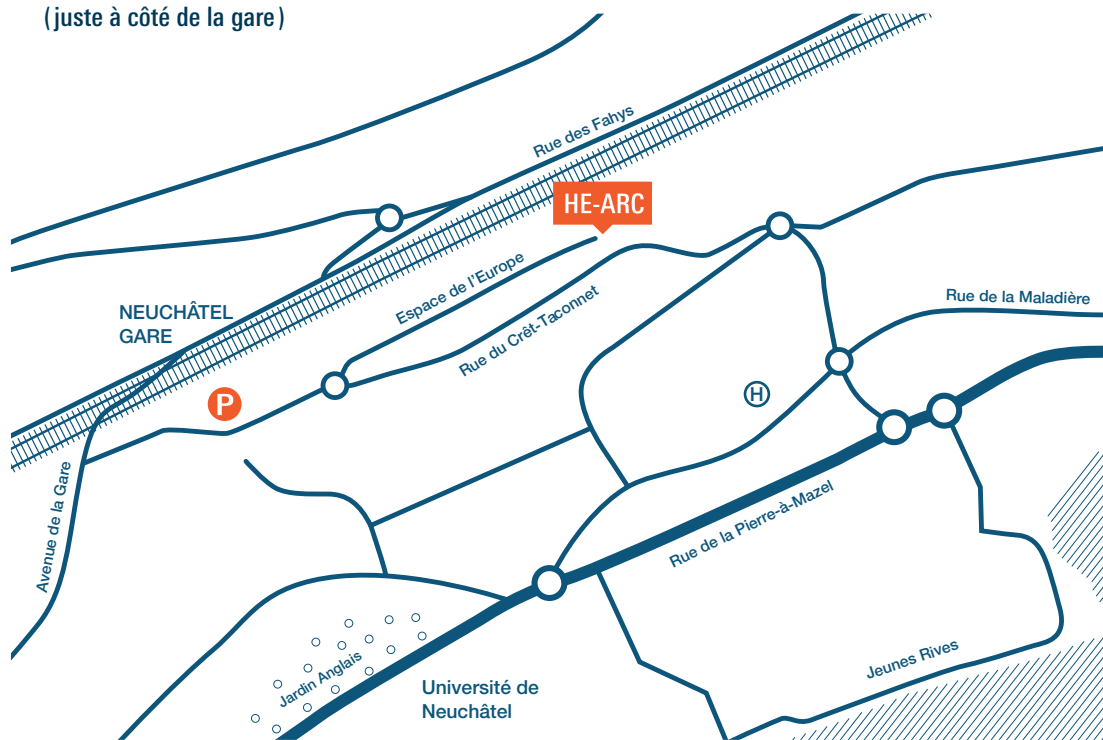 (juste à côté de la gare)
Rue des Fahys
HE-ARC
Espace de l'Europe
NEUCHÂTEL
GARE
Rue du Crêt-Taconnet
Rue de la Maladière
P
H
Avenue de la Gare
Rue de la Pierre-à-Mazel
Jardin Anglais
Jeunes Rives
Université de
Neuchâtel